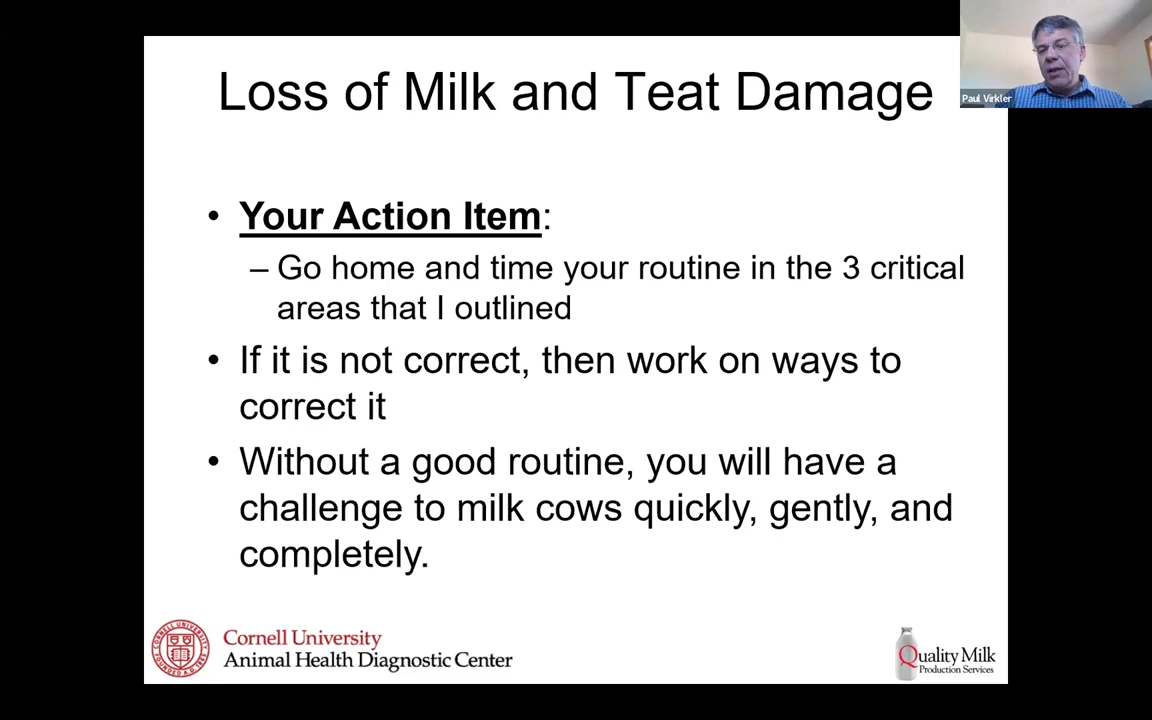 Loss of Milk and Teat Damage
Paul Virkler
• Your Action Item:
– Go home and time your routine in the 3 critical
areas that I outlined
• If it is not correct, then work on ways to
correct it
• Without a good routine, you will have a
challenge to milk cows quickly, gently, and
completely.
Cornell University
Animal Health Diagnostic Center
Quality Milk
Production Services